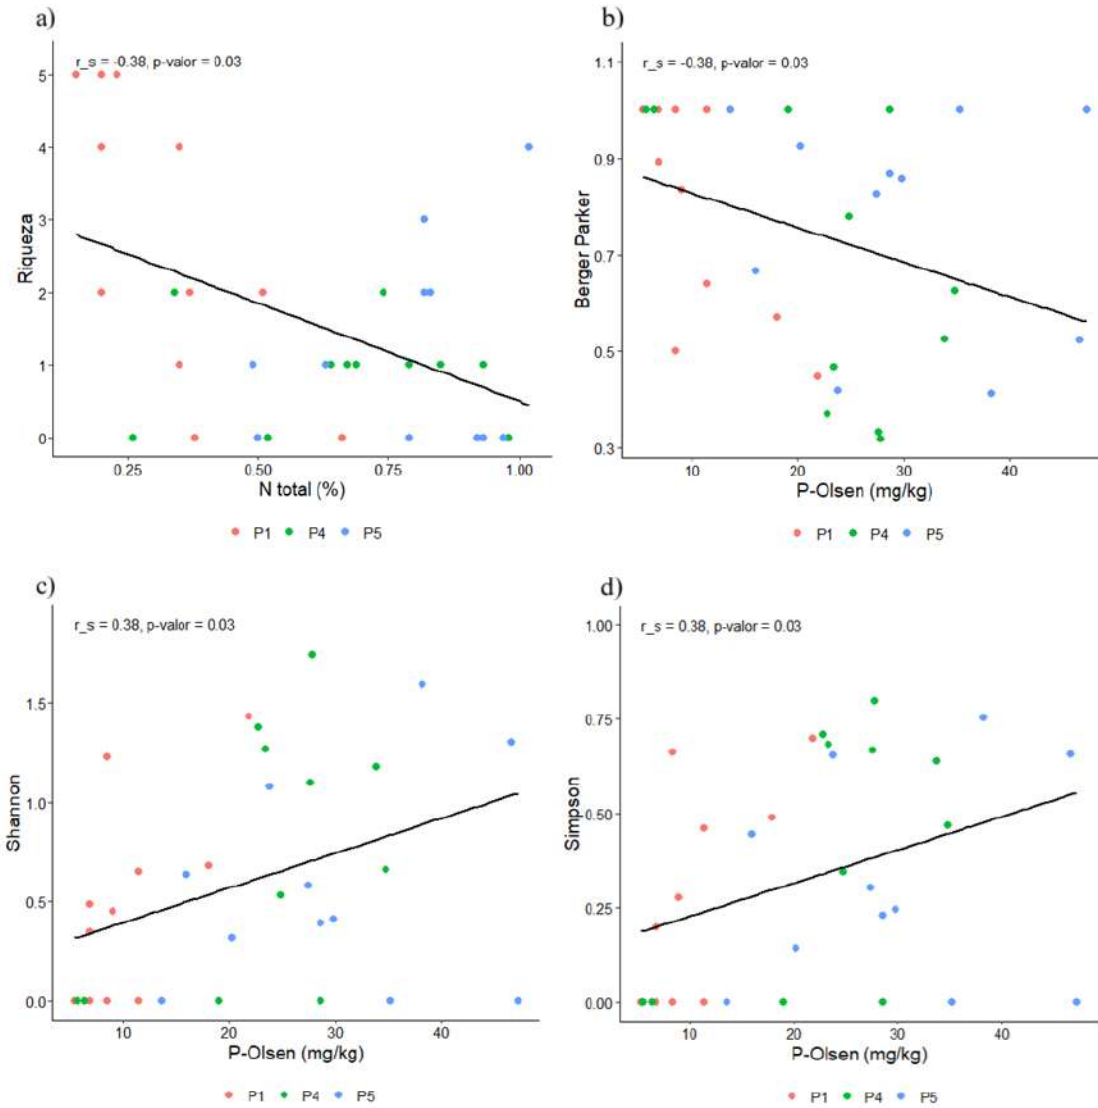 a)
r_s = -0.38, p-valor = 0.03
5
4
3
2
1
0
Riqueza
0.25 0.50 0.75 1.00
N total (%)
P1 P4 P5
b)
r_s = -0.38, p-valor = 0.03
1.1
0.9
0.7
0.5
0.3
Berger Parker
10 20 30 40
P-Olsen (mg/kg)
P1 P4 P5
c)
r_s = 0.38, p-valor = 0.03
1.5
1.0
0.5
0.0
Shannon
10 20 30 40
P-Olsen (mg/kg)
P1 P4 P5
d)
r_s = 0.38, p-valor = 0.03
1.00
0.75
0.50
0.25
0.00
Simpson
10 20 30 40
P-Olsen (mg/kg)
P1 P4 P5